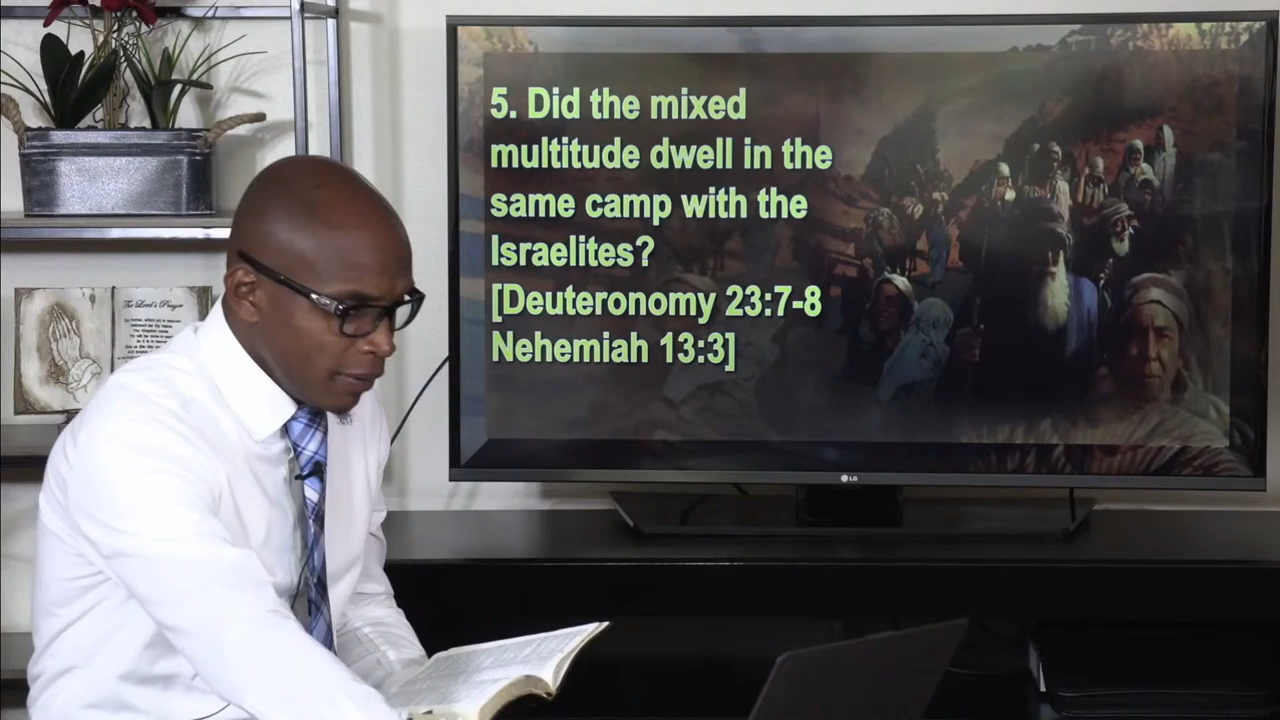 5. Did the mixed
multitude dwell in the
same camp with the
Israelites?
[Deuteronomy 23:7-8
Nehemiah 13:3]
The Lord's Prayer
LG